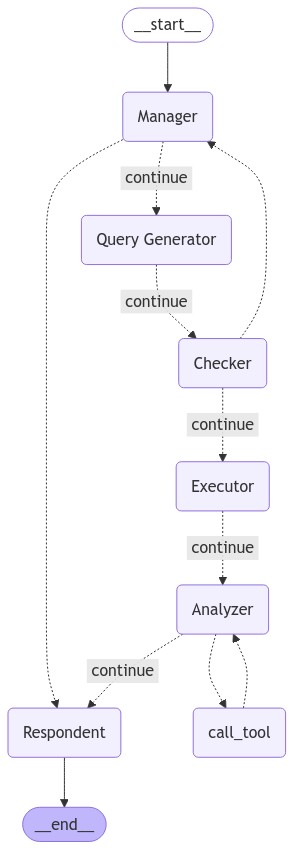 __start__
Manager
continue
Query Generator
continue
Checker
continue
Executor
continue
Analyzer
continue
Respondent
call_tool
__end__